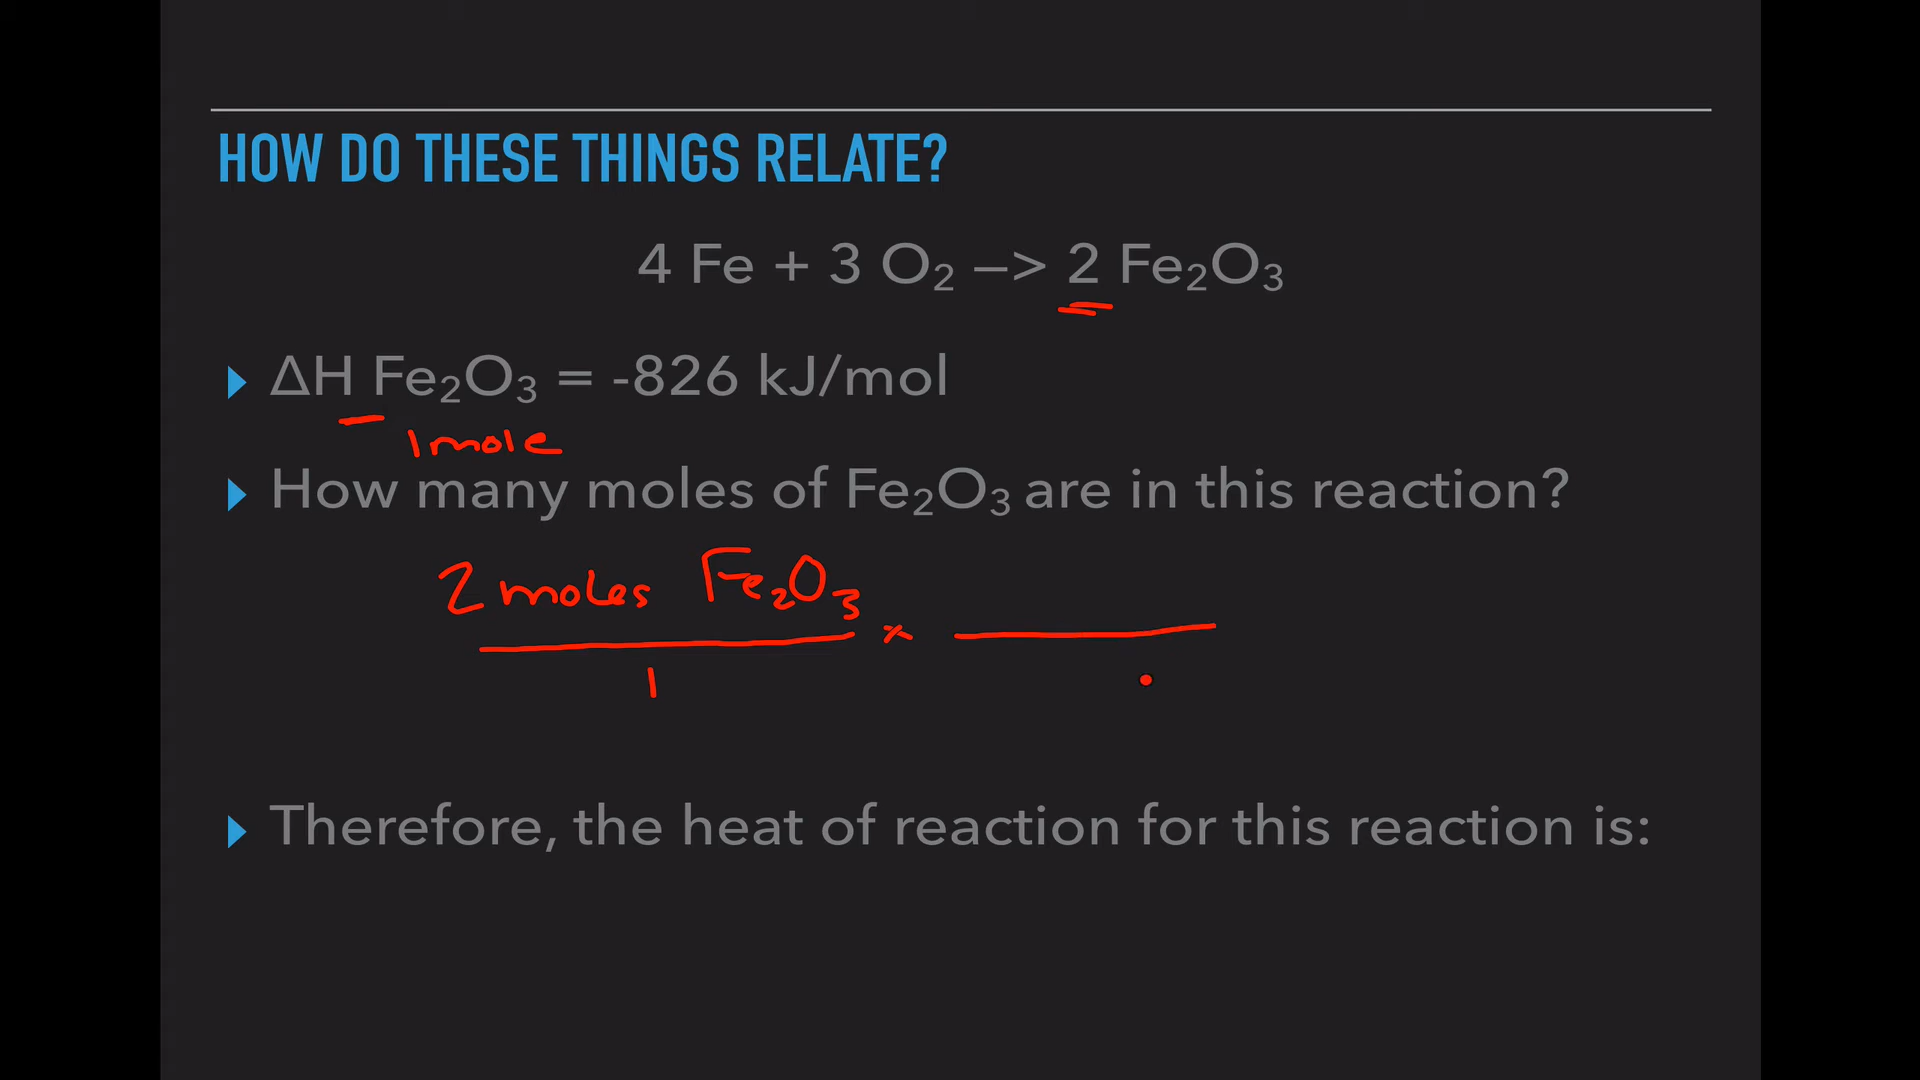 HOW DO THESE THINGS RELATE?
4 Fe + 3 O₂ —> 2 Fe₂O₃
ΔH Fe₂O₃ = -826 kJ/mol
1 mole
How many moles of Fe₂O₃ are in this reaction?
2 moles Fe₂O₃
×
1
Therefore, the heat of reaction for this reaction is: